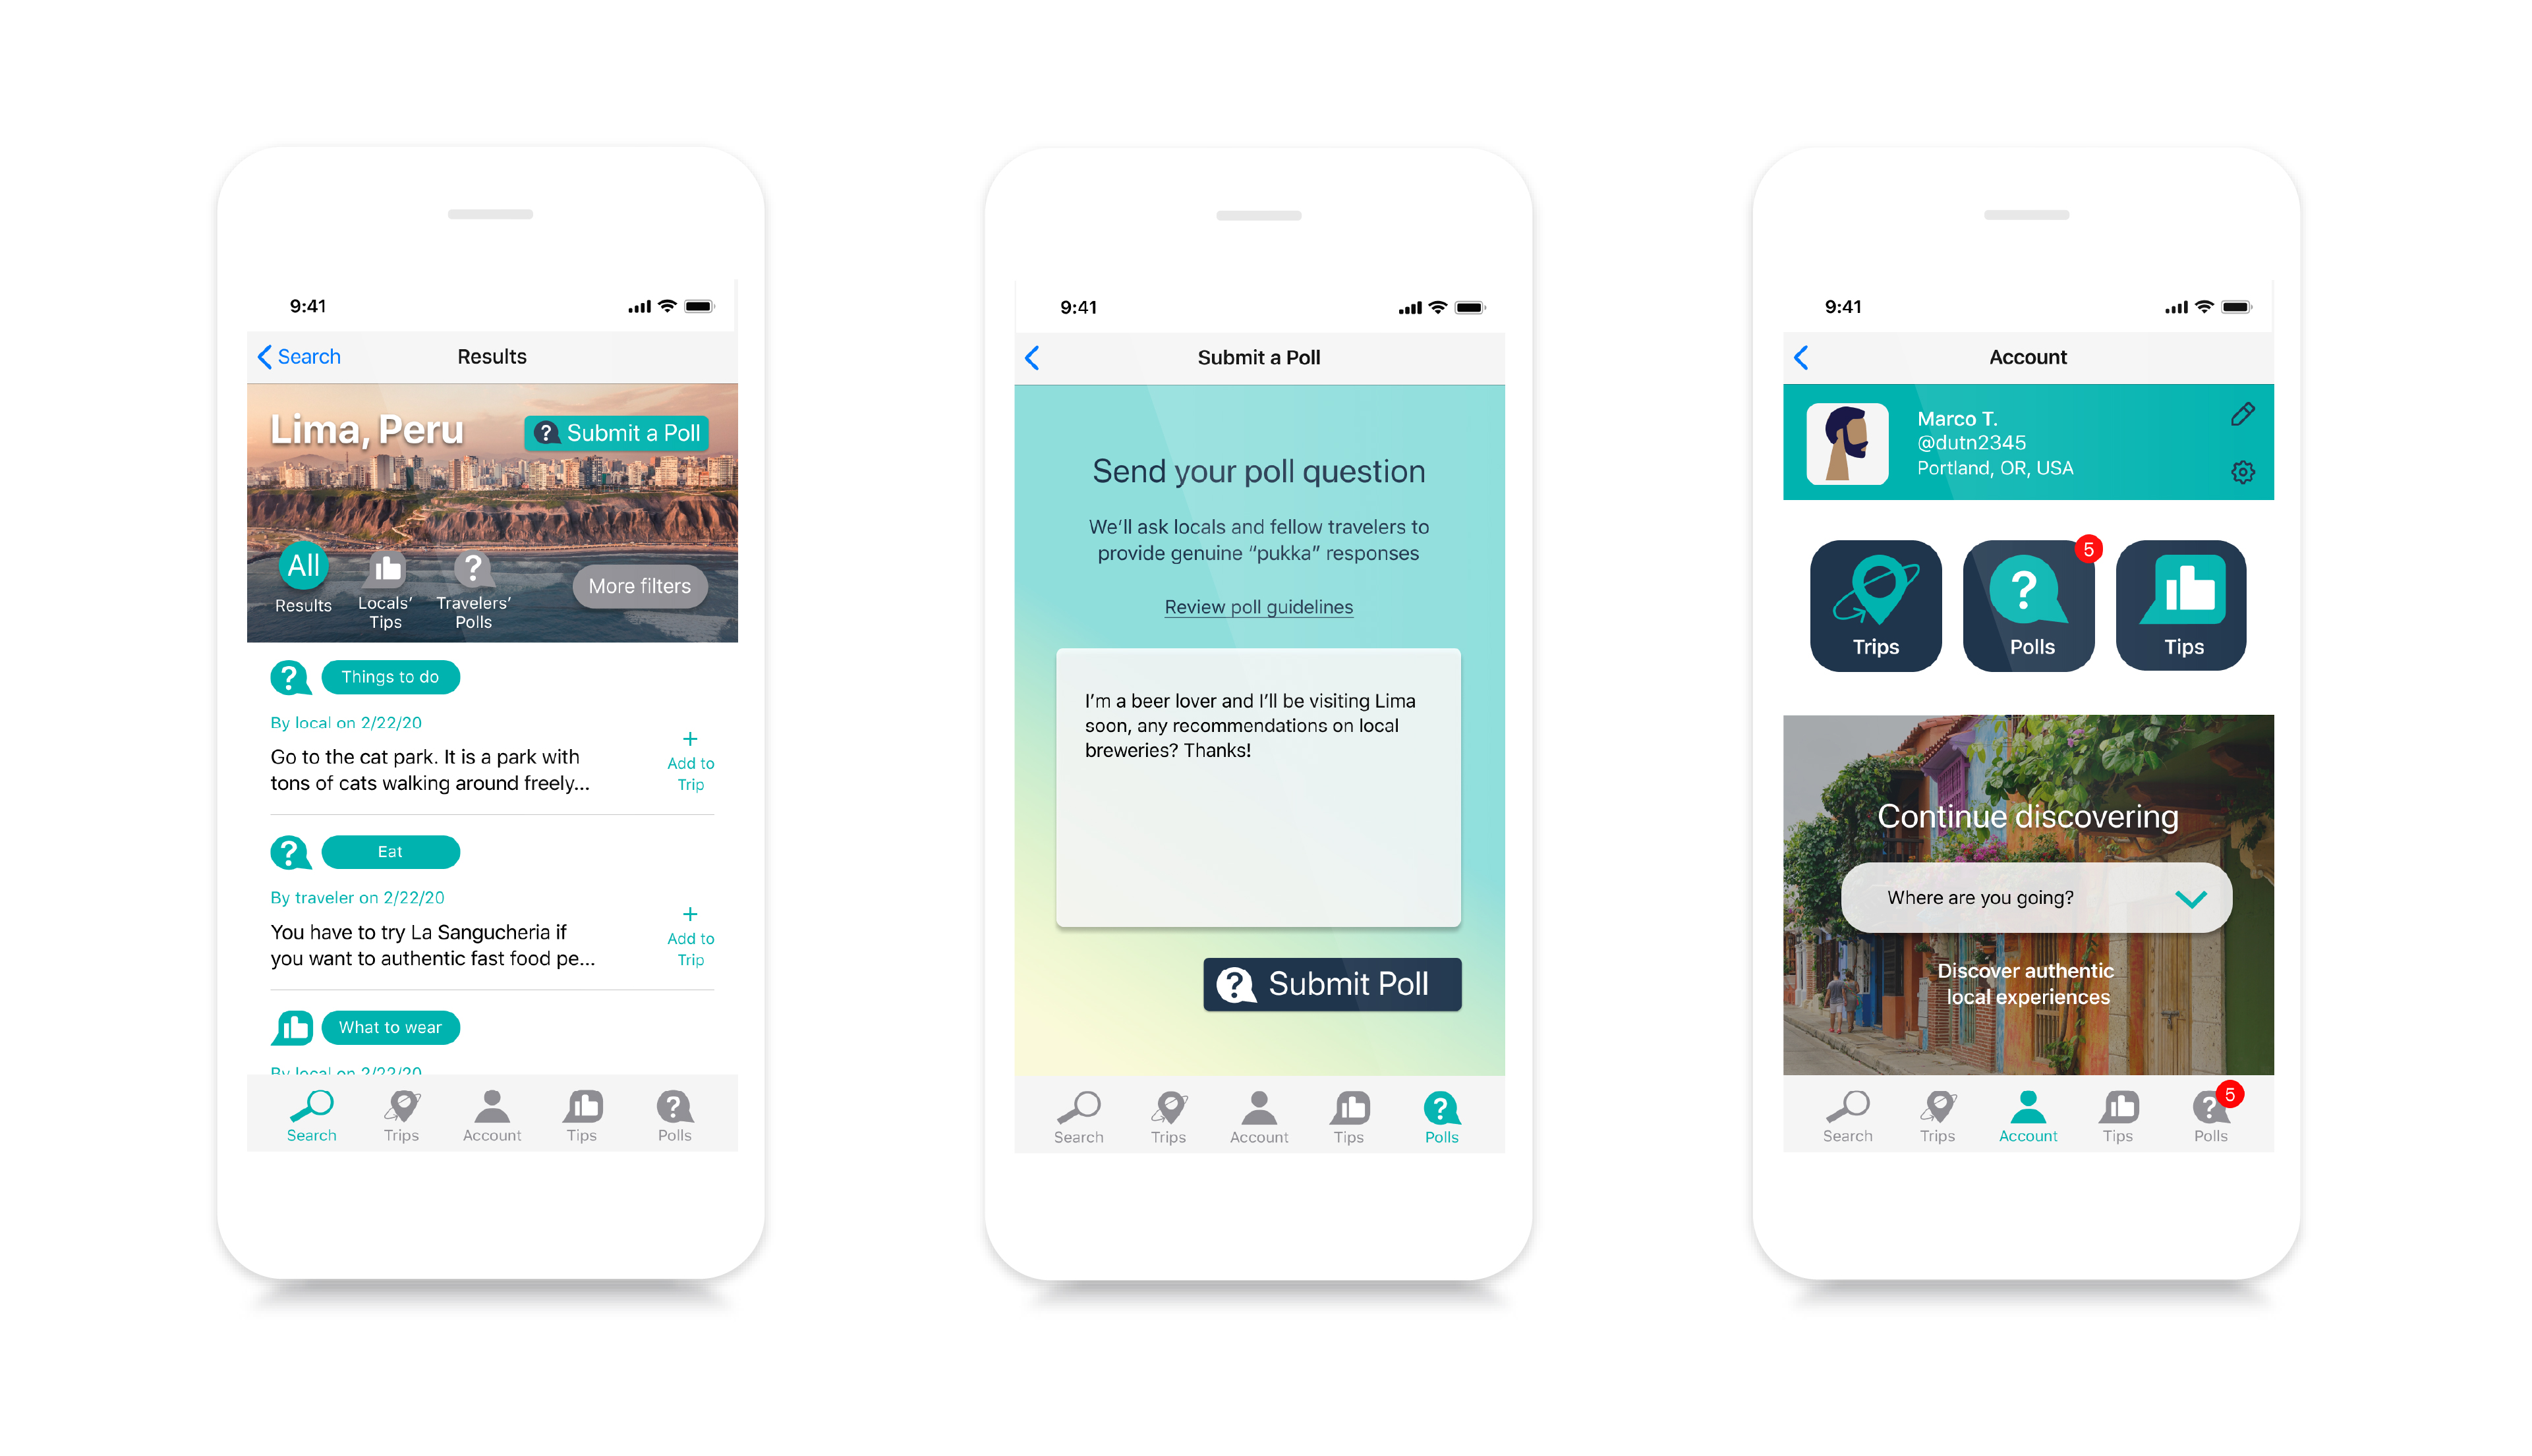 9:41
Search
Results
Lima, Peru
? Submit a Poll
All
?
Results
Locals'
Tips
Travelers'
Polls
More filters
? Things to do
By local on 2/22/20
Go to the cat park. It is a park with
tons of cats walking around freely...
+
Add to
Trip
? Eat
By traveler on 2/22/20
You have to try La Sangucheria if
you want to authentic fast food pe...
+
Add to
Trip
What to wear
By local on 2/22/20
?
Search
Trips
Account
Tips
Polls
9:41
Submit a Poll
Send your poll question
We'll ask locals and fellow travelers to
provide genuine “pukka” responses
Review poll guidelines
I'm a beer lover and I'll be visiting Lima
soon, any recommendations on local
breweries? Thanks!
? Submit Poll
?
Search
Trips
Account
Tips
Polls
9:41
Account
Marco T.
@dutn2345
Portland, OR, USA
5
?
Trips
Polls
Tips
Continue discovering
Where are you going?
Discover authentic
local experiences
? 5
Search
Trips
Account
Tips
Polls